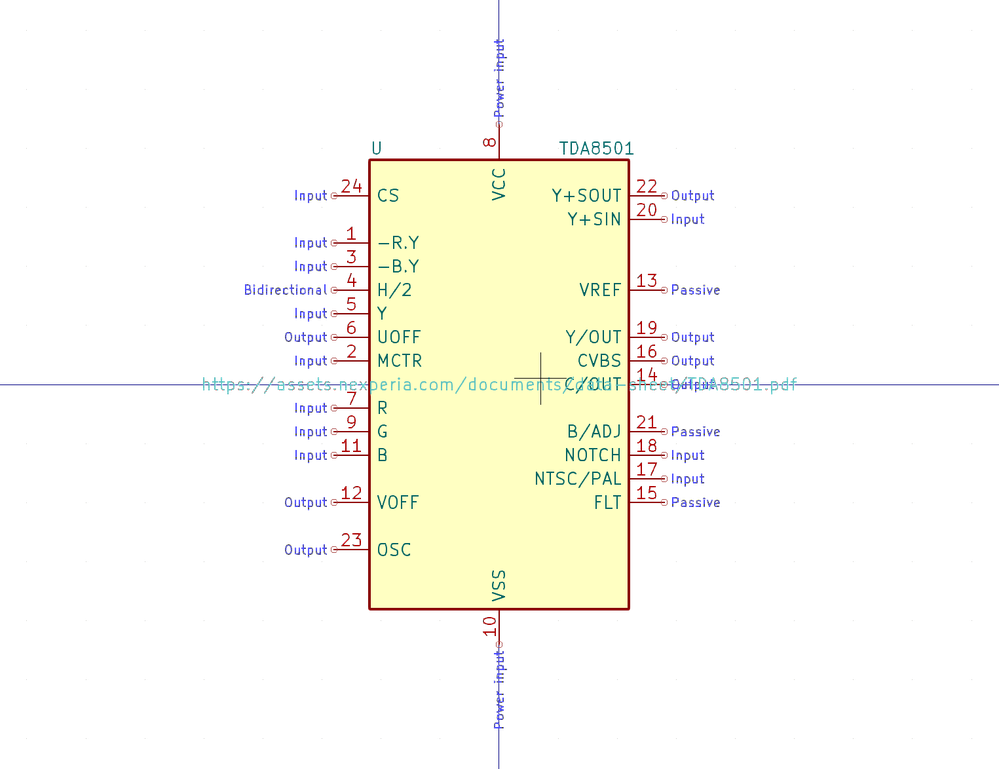 Power input
8
U
TDA8501
VCC
Input 24 CS
Y+SOUT 22 Output
Y+SIN 20 Input
Input 1 −R.Y
Input 3 −B.Y
Bidirectional 4 H/2
VREF 13 Passive
Input 5 Y
Output 6 UOFF
Y/OUT 19 Output
Input 2 MCTR
CVBS 16 Output
https://assets.nexperia.com/documents/data-sheet/TDA8501.pdf
C/OUT 14 Output
Input 7 R
Input 9 G
B/ADJ 21 Passive
Input 11 B
NOTCH 18 Input
NTSC/PAL 17 Input
Output 12 VOFF
FLT 15 Passive
Output 23 OSC
VSS
10
Power input